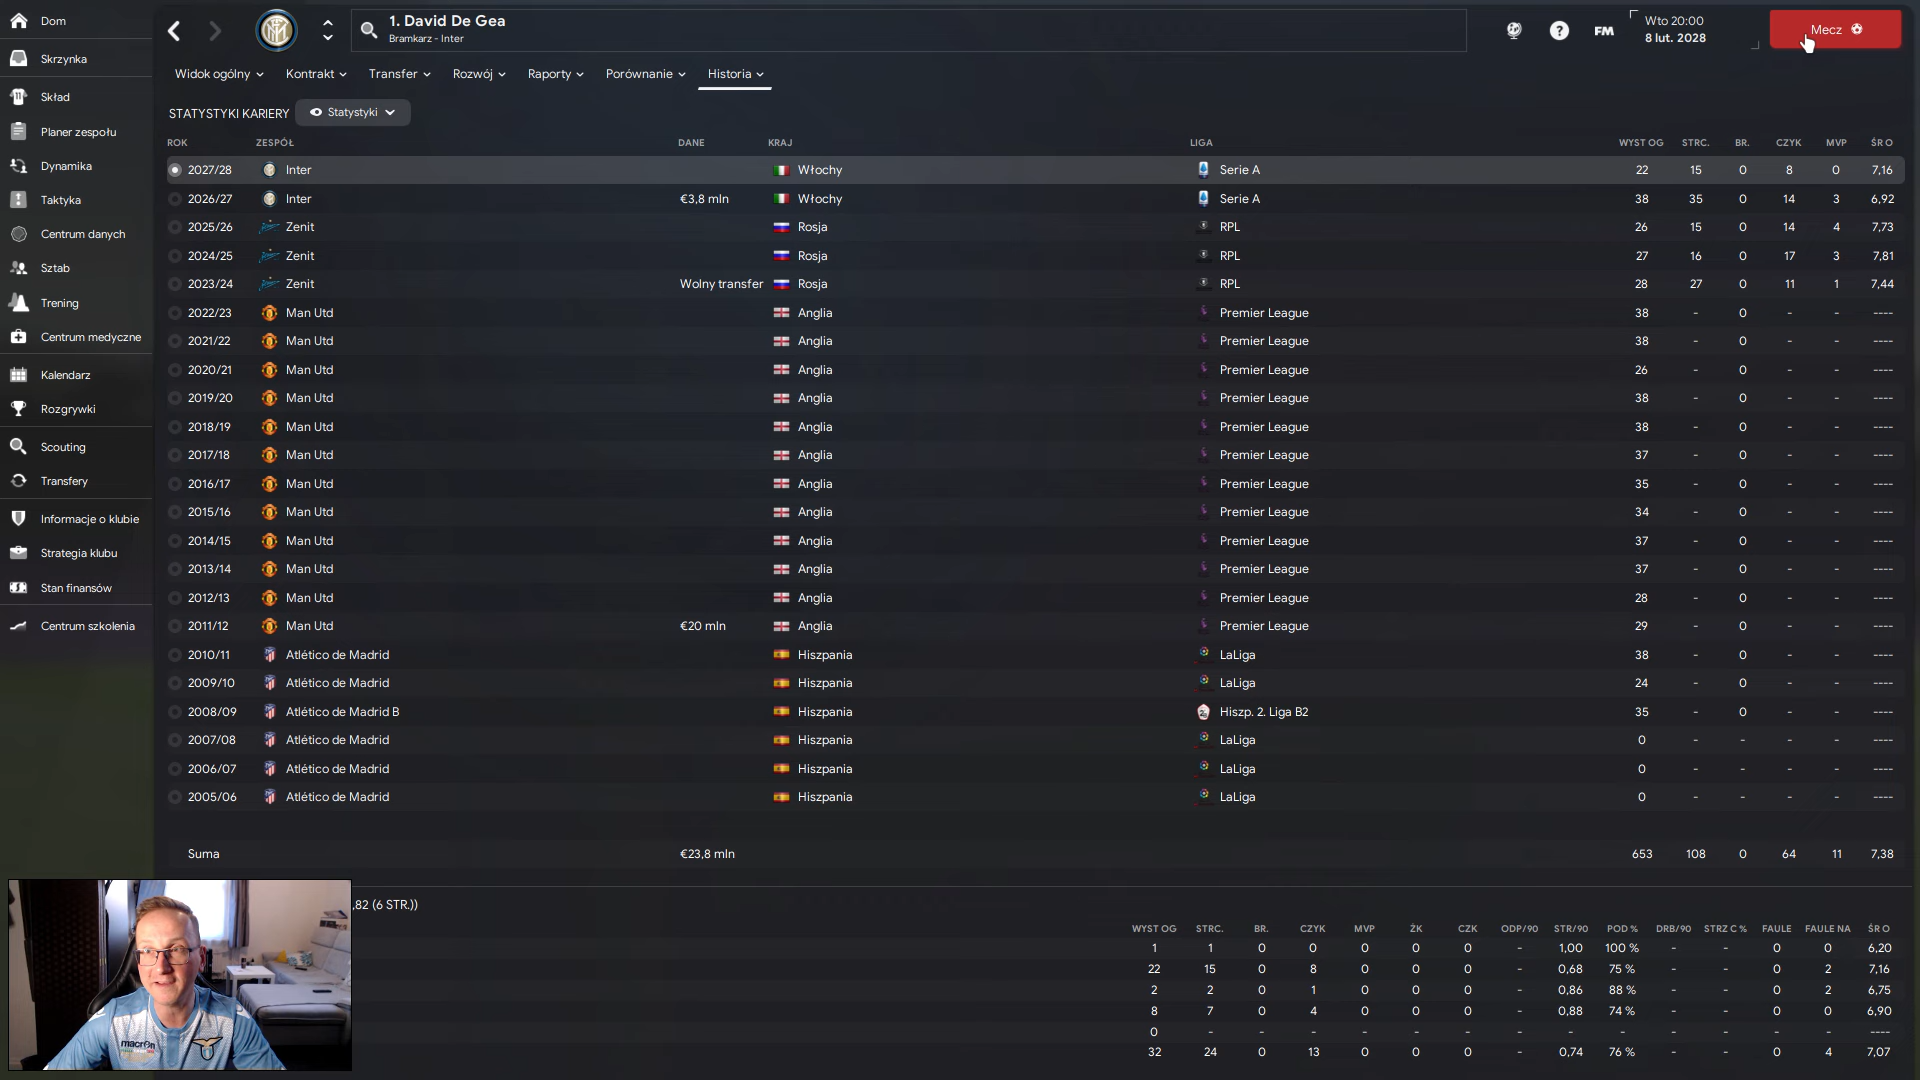 Dom
Skrzynka
Skład
Planer zespołu
Dynamika
Taktyka
Centrum danych
Sztab
Trening
Centrum medyczne
Kalendarz
Rozgrywki
Scouting
Transfery
Informacje o klubie
Strategia klubu
Stan finansów
Centrum szkolenia
1. David De Gea
Bramkarz - Inter
FM
Wto 20:00
8 lut. 2028
Mecz
Widok ogólny Kontrakt Transfer Rozwój Raporty Porównanie Historia
STATYSTYKI KARIERY Statystyki
ROK ZESPÓŁ DANE KRAJ LIGA WYST OG STRC. BR. CZYK MVP ŚR O
2027/28 Inter Włochy Serie A 22 15 0 8 0 7,16
2026/27 Inter €3,8 mln Włochy Serie A 38 35 0 14 3 6,92
2025/26 Zenit Rosja RPL 26 15 0 14 4 7,73
2024/25 Zenit Rosja RPL 27 16 0 17 3 7,81
2023/24 Zenit Wolny transfer Rosja RPL 28 27 0 11 1 7,44
2022/23 Man Utd Anglia Premier League 38 - 0 - - ----
2021/22 Man Utd Anglia Premier League 38 - 0 - - ----
2020/21 Man Utd Anglia Premier League 26 - 0 - - ----
2019/20 Man Utd Anglia Premier League 38 - 0 - - ----
2018/19 Man Utd Anglia Premier League 38 - 0 - - ----
2017/18 Man Utd Anglia Premier League 37 - 0 - - ----
2016/17 Man Utd Anglia Premier League 35 - 0 - - ----
2015/16 Man Utd Anglia Premier League 34 - 0 - - ----
2014/15 Man Utd Anglia Premier League 37 - 0 - - ----
2013/14 Man Utd Anglia Premier League 37 - 0 - - ----
2012/13 Man Utd Anglia Premier League 28 - 0 - - ----
2011/12 Man Utd €20 mln Anglia Premier League 29 - 0 - - ----
2010/11 Atlético de Madrid Hiszpania LaLiga 38 - 0 - - ----
2009/10 Atlético de Madrid Hiszpania LaLiga 24 - 0 - - ----
2008/09 Atlético de Madrid B Hiszpania Hiszp. 2. Liga B2 35 - 0 - - ----
2007/08 Atlético de Madrid Hiszpania LaLiga 0 - - - - ----
2006/07 Atlético de Madrid Hiszpania LaLiga 0 - - - - ----
2005/06 Atlético de Madrid Hiszpania LaLiga 0 - - - - ----
Suma €23,8 mln 653 108 0 64 11 7,38
,82 (6 STR.))
WYST OG STRC. BR. CZYK MVP ŻK CZK ODP/90 STR/90 POD % DRB/90 STRZ C % FAULE FAULE NA ŚR O
1 1 0 0 0 0 0 - 1,00 100 % - - 0 0 6,20
22 15 0 8 0 0 0 - 0,68 75 % - - 0 2 7,16
2 2 0 1 0 0 0 - 0,86 88 % - - 0 2 6,75
8 7 0 4 0 0 0 - 0,88 74 % - - 0 0 6,90
0 - - - - - - - - - - - - - ----
32 24 0 13 0 0 0 - 0,74 76 % - - 0 4 7,07
macron